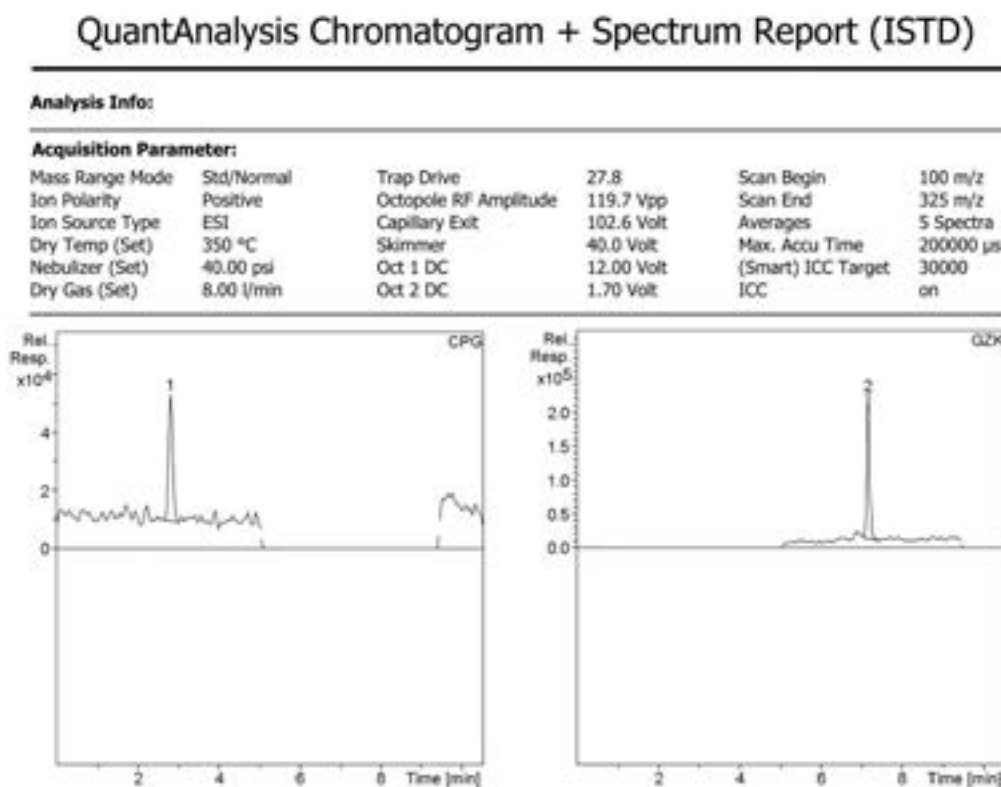 QuantAnalysis Chromatogram + Spectrum Report (ISTD)
Analysis Info:
Acquisition Parameter:
Mass Range Mode Std/Normal Trap Drive 27.8 Scan Begin 100 m/z
Ion Polarity Positive Octopole RF Amplitude 119.7 Vpp Scan End 325 m/z
Ion Source Type ESI Capillary Exit 102.6 Volt Averages 5 Spectra
Dry Temp (Set) 350 °C Skimmer 40.0 Volt Max. Accu Time 200000 µs
Nebulizer (Set) 40.00 psi Oct 1 DC 12.00 Volt (Smart) ICC Target 30000
Dry Gas (Set) 8.00 l/min Oct 2 DC 1.70 Volt ICC on
Rel.
Resp.
x10⁴
CPG
1
4
2
0
2 4 6 8 Time [min]
Rel.
Resp.
x10⁵
2
2.0
1.5
1.0
0.5
0.0
2 4 6 8 Time [min]